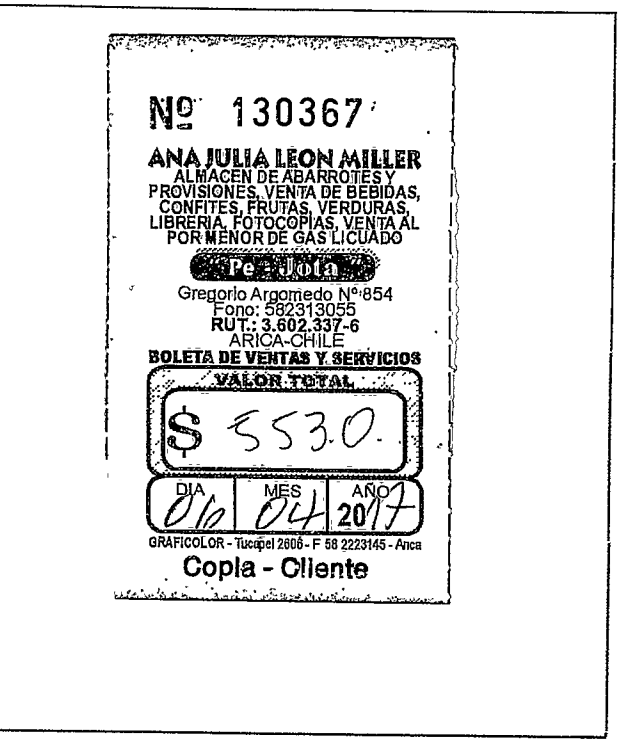 Nº 130367
ANA JULIA LEON MILLER
ALMACEN DE ABARROTES Y
PROVISIONES, VENTA DE BEBIDAS,
CONFITES, FRUTAS, VERDURAS,
LIBRERIA, FOTOCOPIAS, VENTA AL
POR MENOR DE GAS LICUADO
Pe - Jota
Gregorio Argomedo Nº 854
Fono: 582313055
RUT.: 3.602.337-6
ARICA-CHILE
BOLETA DE VENTAS Y SERVICIOS
VALOR TOTAL
$ 5530.
DIA MES AÑO
06 04 2017
GRAFICOLOR - Tucapel 2606 - F 58 2223145 - Arica
Copia - Cliente